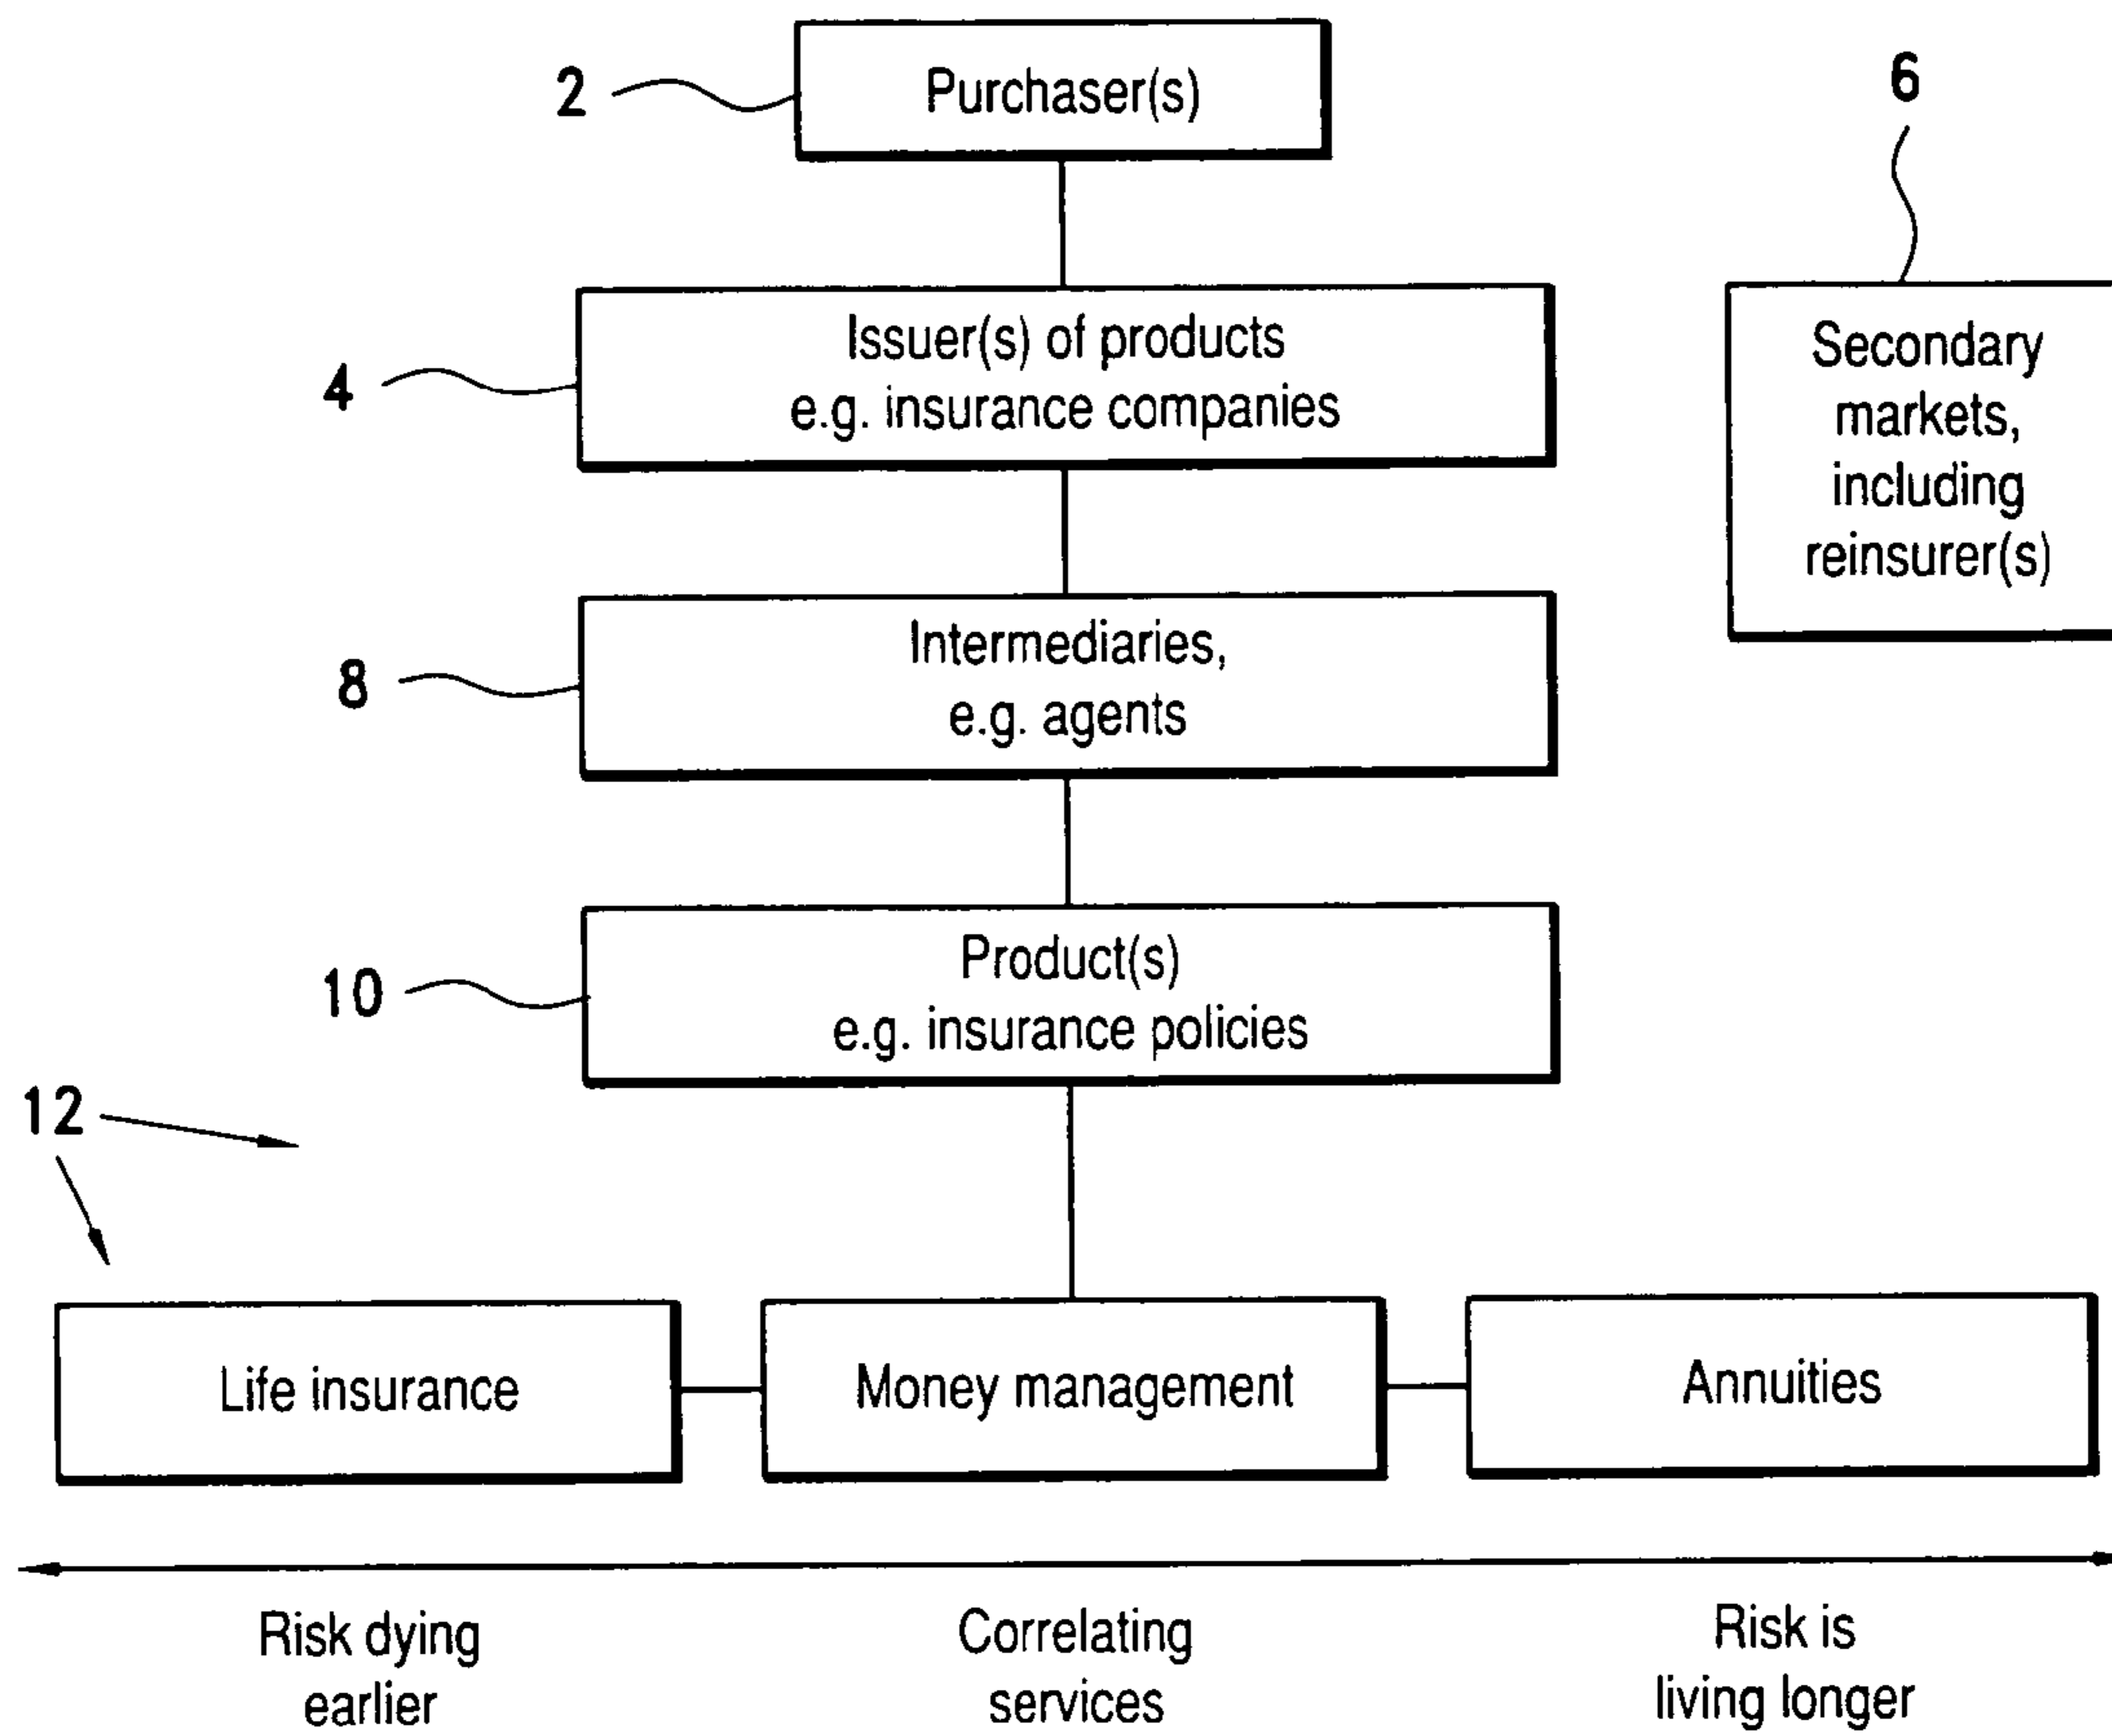 2
Purchaser(s)
6
4
Issuer(s) of products
e.g. insurance companies
Secondary
markets,
including
reinsurer(s)
8
Intermediaries,
e.g. agents
10
Product(s)
e.g. insurance policies
12
Life insurance
Money management
Annuities
Risk dying
earlier
Correlating
services
Risk is
living longer